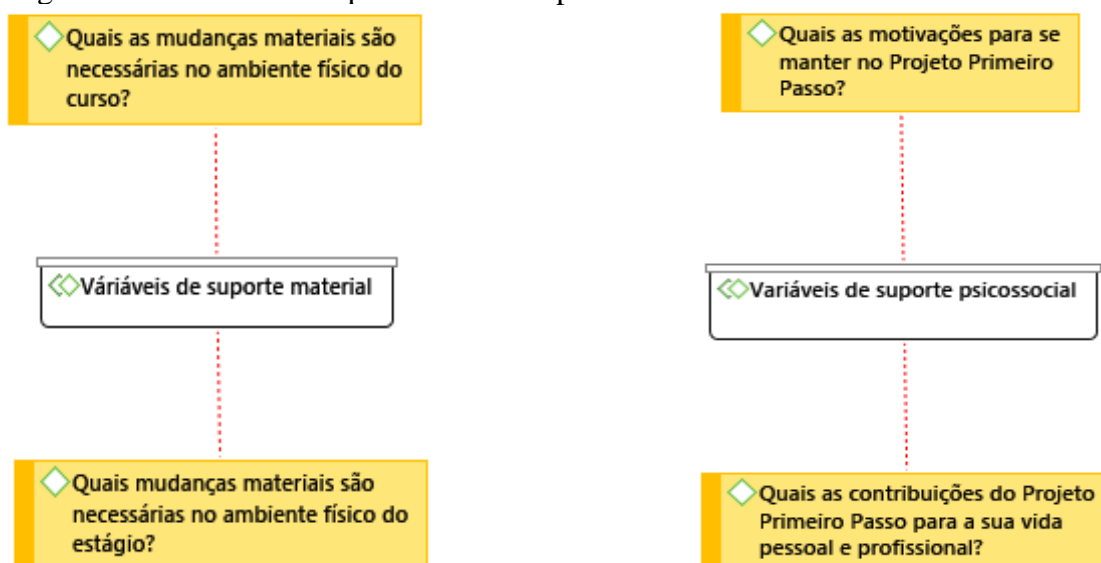 Quais as mudanças materiais são
necessárias no ambiente físico do
curso?
Quais as motivações para se
manter no Projeto Primeiro
Passo?
Váriáveis de suporte material
Variáveis de suporte psicossocial
Quais mudanças materiais são
necessárias no ambiente físico do
estágio?
Quais as contribuições do Projeto
Primeiro Passo para a sua vida
pessoal e profissional?